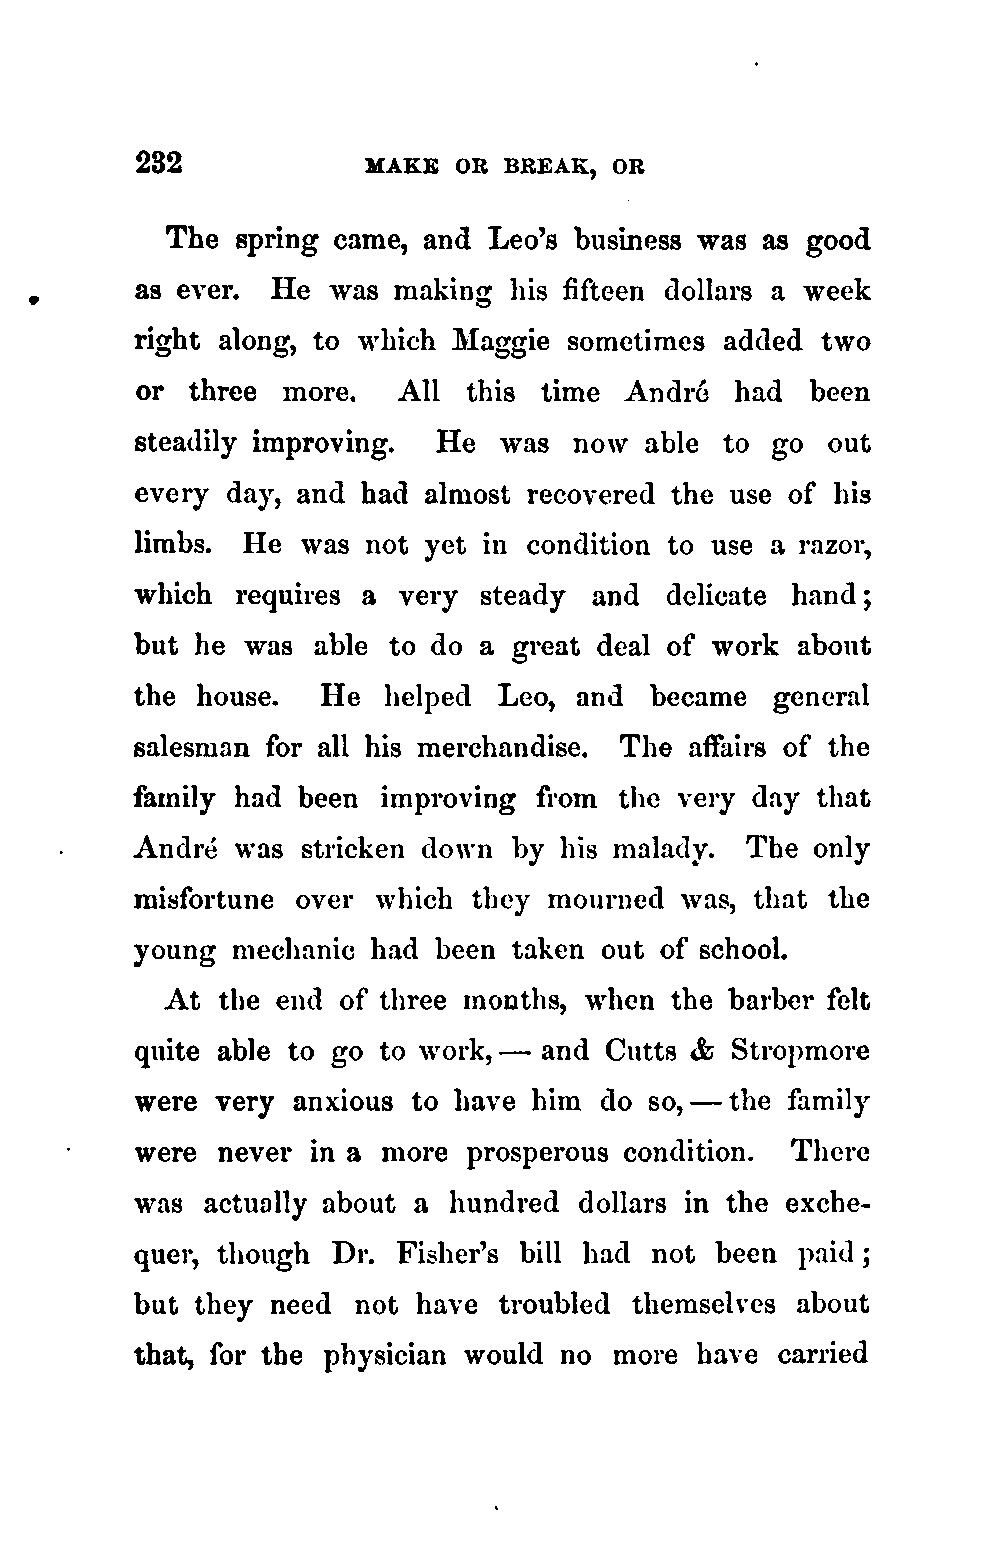 232 MAKE OR BREAK, OR
The spring came, and Leo's business was as good
as ever. He was making his fifteen dollars a week
right along, to which Maggie sometimes added two
or three more. All this time André had been
steadily improving. He was now able to go out
every day, and had almost recovered the use of his
limbs. He was not yet in condition to use a razor,
which requires a very steady and delicate hand;
but he was able to do a great deal of work about
the house. He helped Leo, and became general
salesman for all his merchandise. The affairs of the
family had been improving from the very day that
André was stricken down by his malady. The only
misfortune over which they mourned was, that the
young mechanic had been taken out of school.
At the end of three months, when the barber felt
quite able to go to work, — and Cutts & Stropmore
were very anxious to have him do so, — the family
were never in a more prosperous condition. There
was actually about a hundred dollars in the exche-
quer, though Dr. Fisher's bill had not been paid;
but they need not have troubled themselves about
that, for the physician would no more have carried